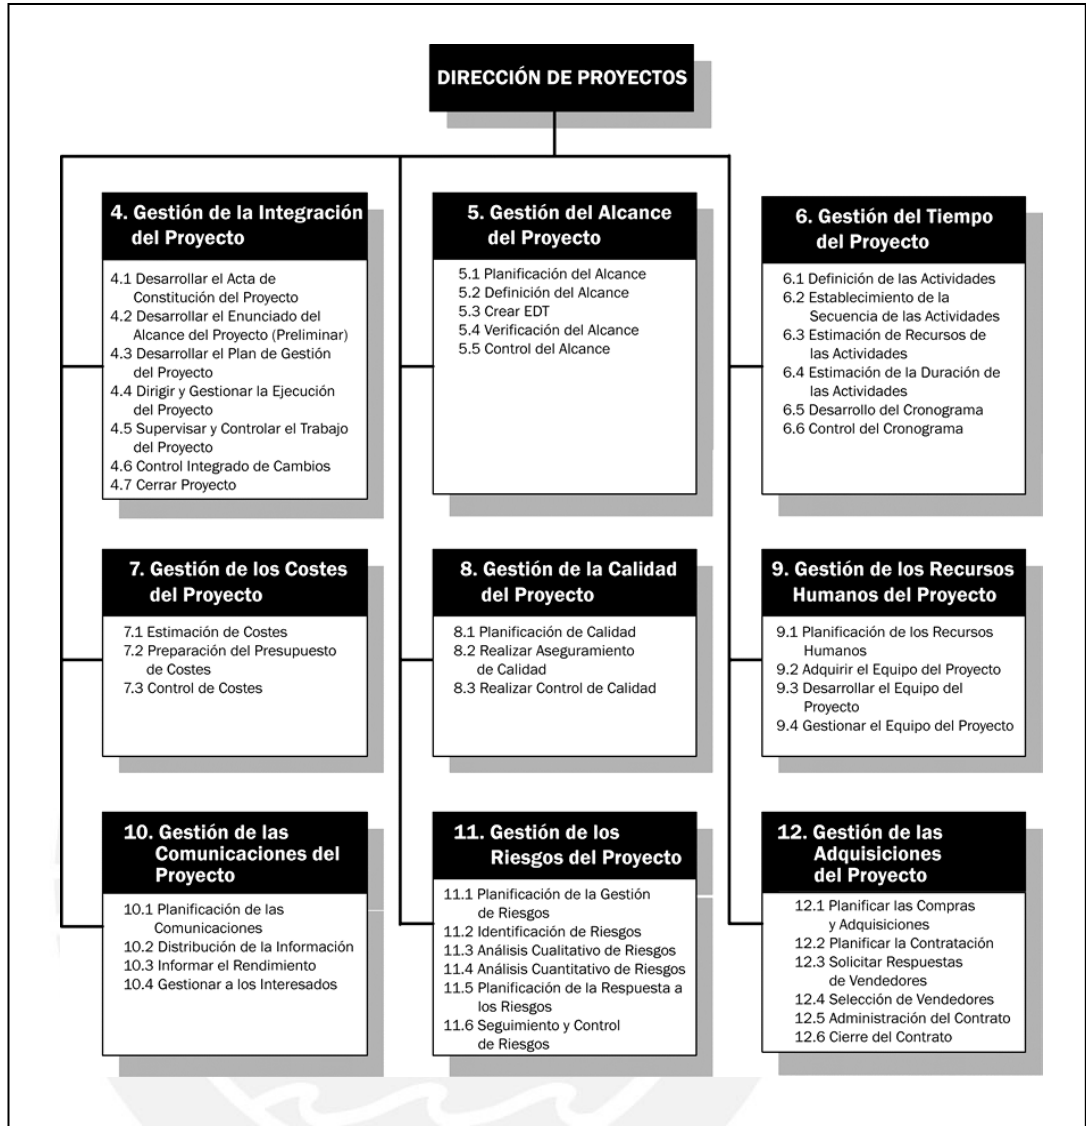 DIRECCIÓN DE PROYECTOS
4. Gestión de la Integración
del Proyecto
4.1 Desarrollar el Acta de
Constitución del Proyecto
4.2 Desarrollar el Enunciado del
Alcance del Proyecto (Preliminar)
4.3 Desarrollar el Plan de Gestión
del Proyecto
4.4 Dirigir y Gestionar la Ejecución
del Proyecto
4.5 Supervisar y Controlar el Trabajo
del Proyecto
4.6 Control Integrado de Cambios
4.7 Cerrar Proyecto
5. Gestión del Alcance
del Proyecto
5.1 Planificación del Alcance
5.2 Definición del Alcance
5.3 Crear EDT
5.4 Verificación del Alcance
5.5 Control del Alcance
6. Gestión del Tiempo
del Proyecto
6.1 Definición de las Actividades
6.2 Establecimiento de la
Secuencia de las Actividades
6.3 Estimación de Recursos de
las Actividades
6.4 Estimación de la Duración de
las Actividades
6.5 Desarrollo del Cronograma
6.6 Control del Cronograma
7. Gestión de los Costes
del Proyecto
7.1 Estimación de Costes
7.2 Preparación del Presupuesto
de Costes
7.3 Control de Costes
8. Gestión de la Calidad
del Proyecto
8.1 Planificación de Calidad
8.2 Realizar Aseguramiento
de Calidad
8.3 Realizar Control de Calidad
9. Gestión de los Recursos
Humanos del Proyecto
9.1 Planificación de los Recursos
Humanos
9.2 Adquirir el Equipo del Proyecto
9.3 Desarrollar el Equipo del
Proyecto
9.4 Gestionar el Equipo del Proyecto
10. Gestión de las
Comunicaciones del
Proyecto
10.1 Planificación de las
Comunicaciones
10.2 Distribución de la Información
10.3 Informar el Rendimiento
10.4 Gestionar a los Interesados
11. Gestión de los
Riesgos del Proyecto
11.1 Planificación de la Gestión
de Riesgos
11.2 Identificación de Riesgos
11.3 Análisis Cualitativo de Riesgos
11.4 Análisis Cuantitativo de Riesgos
11.5 Planificación de la Respuesta a
los Riesgos
11.6 Seguimiento y Control
de Riesgos
12. Gestión de las
Adquisiciones
del Proyecto
12.1 Planificar las Compras
y Adquisiciones
12.2 Planificar la Contratación
12.3 Solicitar Respuestas
de Vendedores
12.4 Selección de Vendedores
12.5 Administración del Contrato
12.6 Cierre del Contrato